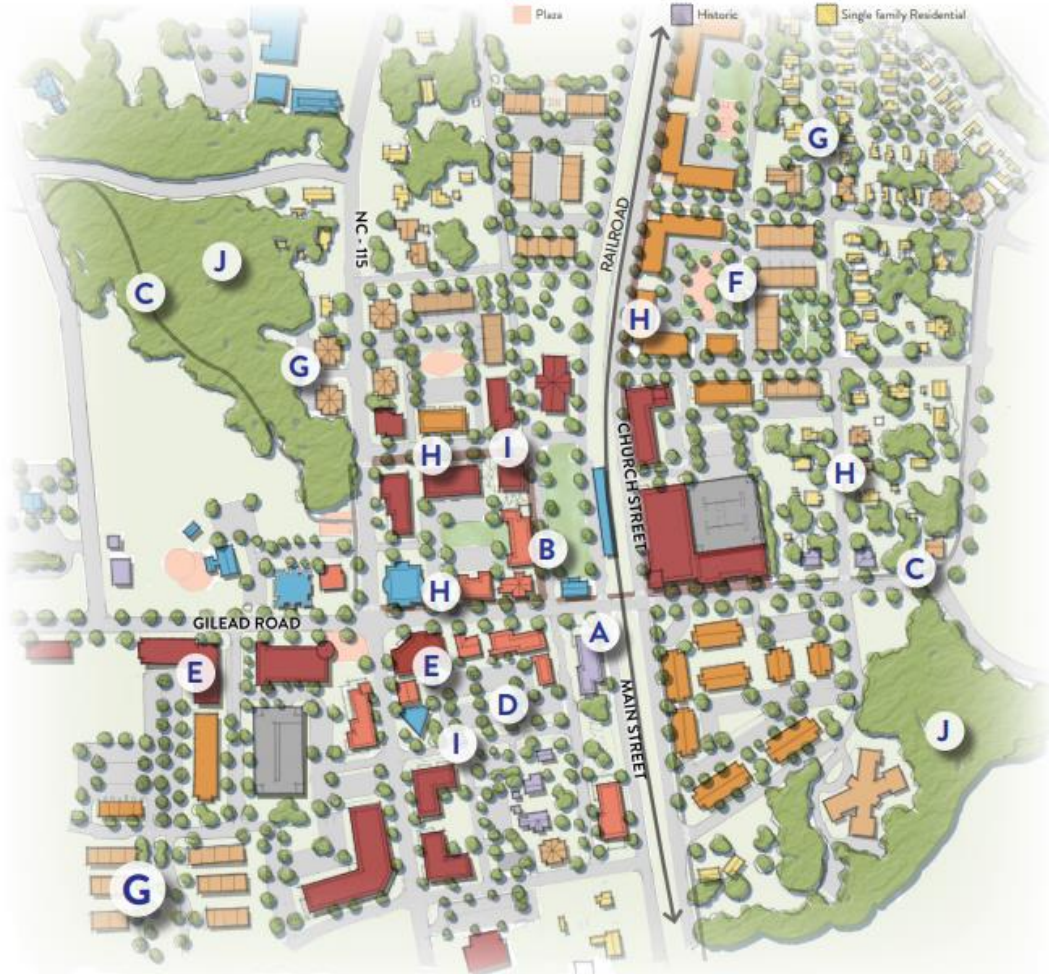 Plaza
Historic
Single family Residential
G
NC - 115
RAILROAD
J
C
F
H
G
CHURCH STREET
H
I
H
B
C
H
GILEAD ROAD
A
E
E
MAIN STREET
D
J
I
G